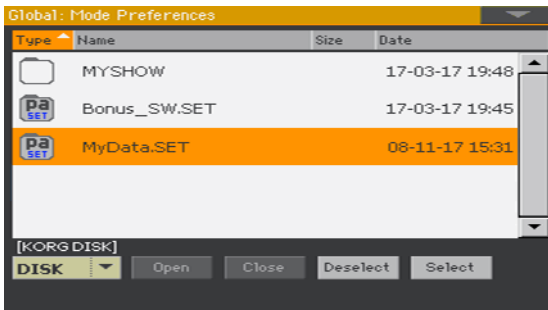 Global: Mode Preferences
Type Name Size Date
MYSHOW 17-03-17 19:48
Pa SET Bonus_SW.SET 17-03-17 19:45
Pa SET MyData.SET 08-11-17 15:31
[KORG DISK]
DISK Open Close Deselect Select